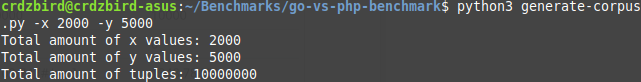 crdzbird@crdzbird-asus:~/Benchmarks/go-vs-php-benchmark$ python3 generate-corpus
.py -x 2000 -y 5000
Total amount of x values: 2000
Total amount of y values: 5000
Total amount of tuples: 10000000